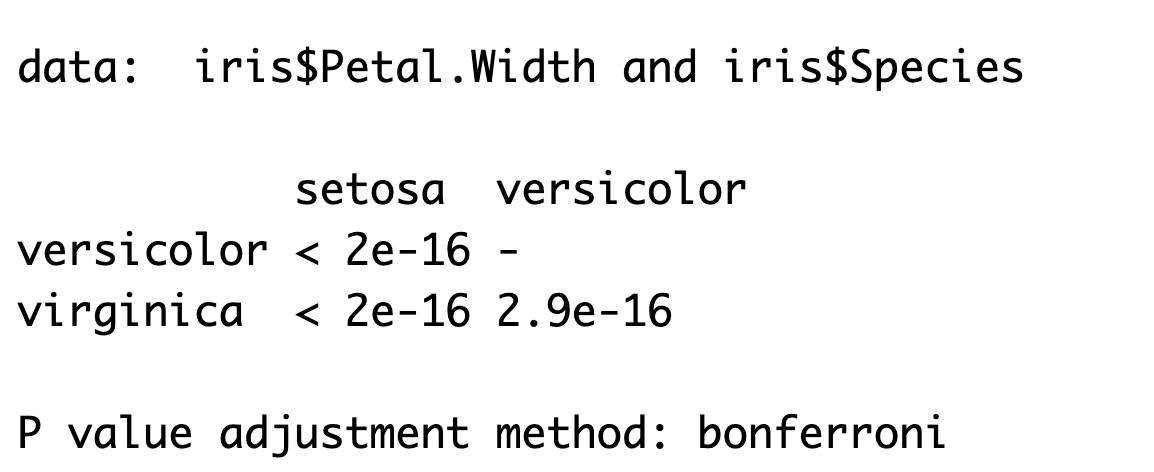 data:  iris$Petal.Width and iris$Species
           setosa  versicolor
versicolor < 2e-16 -
virginica  < 2e-16 2.9e-16
P value adjustment method: bonferroni